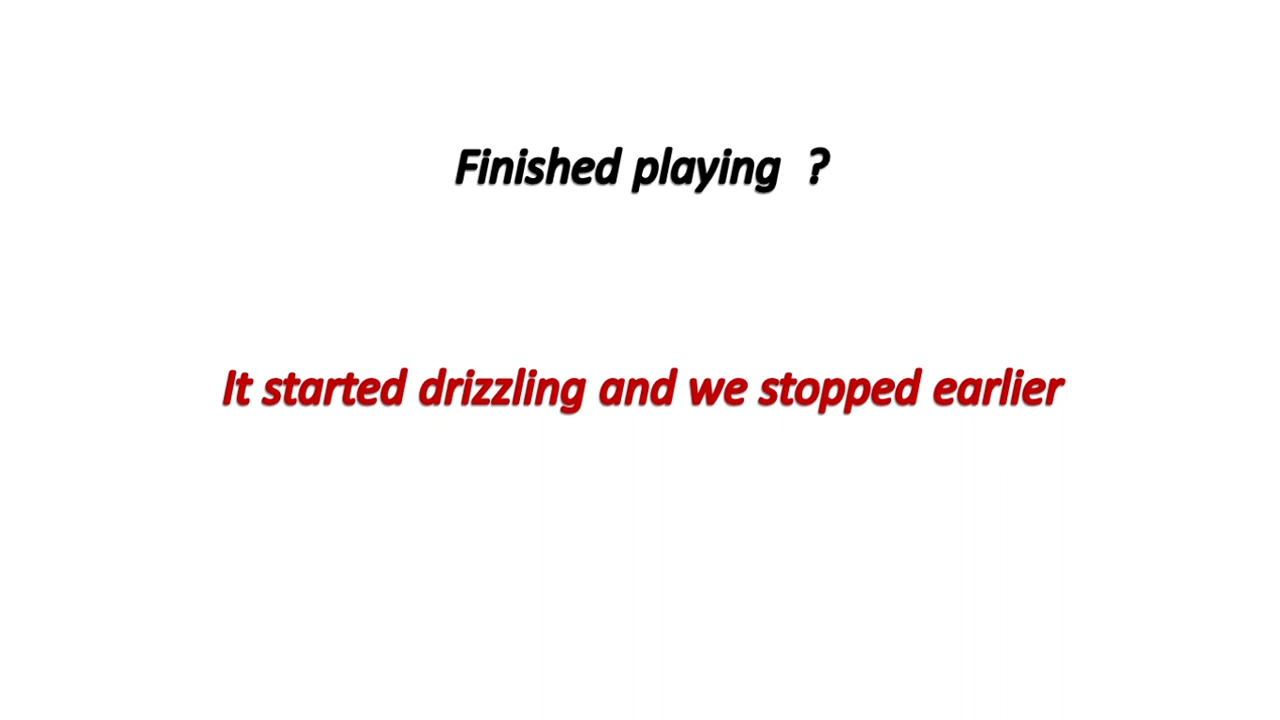 Finished playing ?
It started drizzling and we stopped earlier